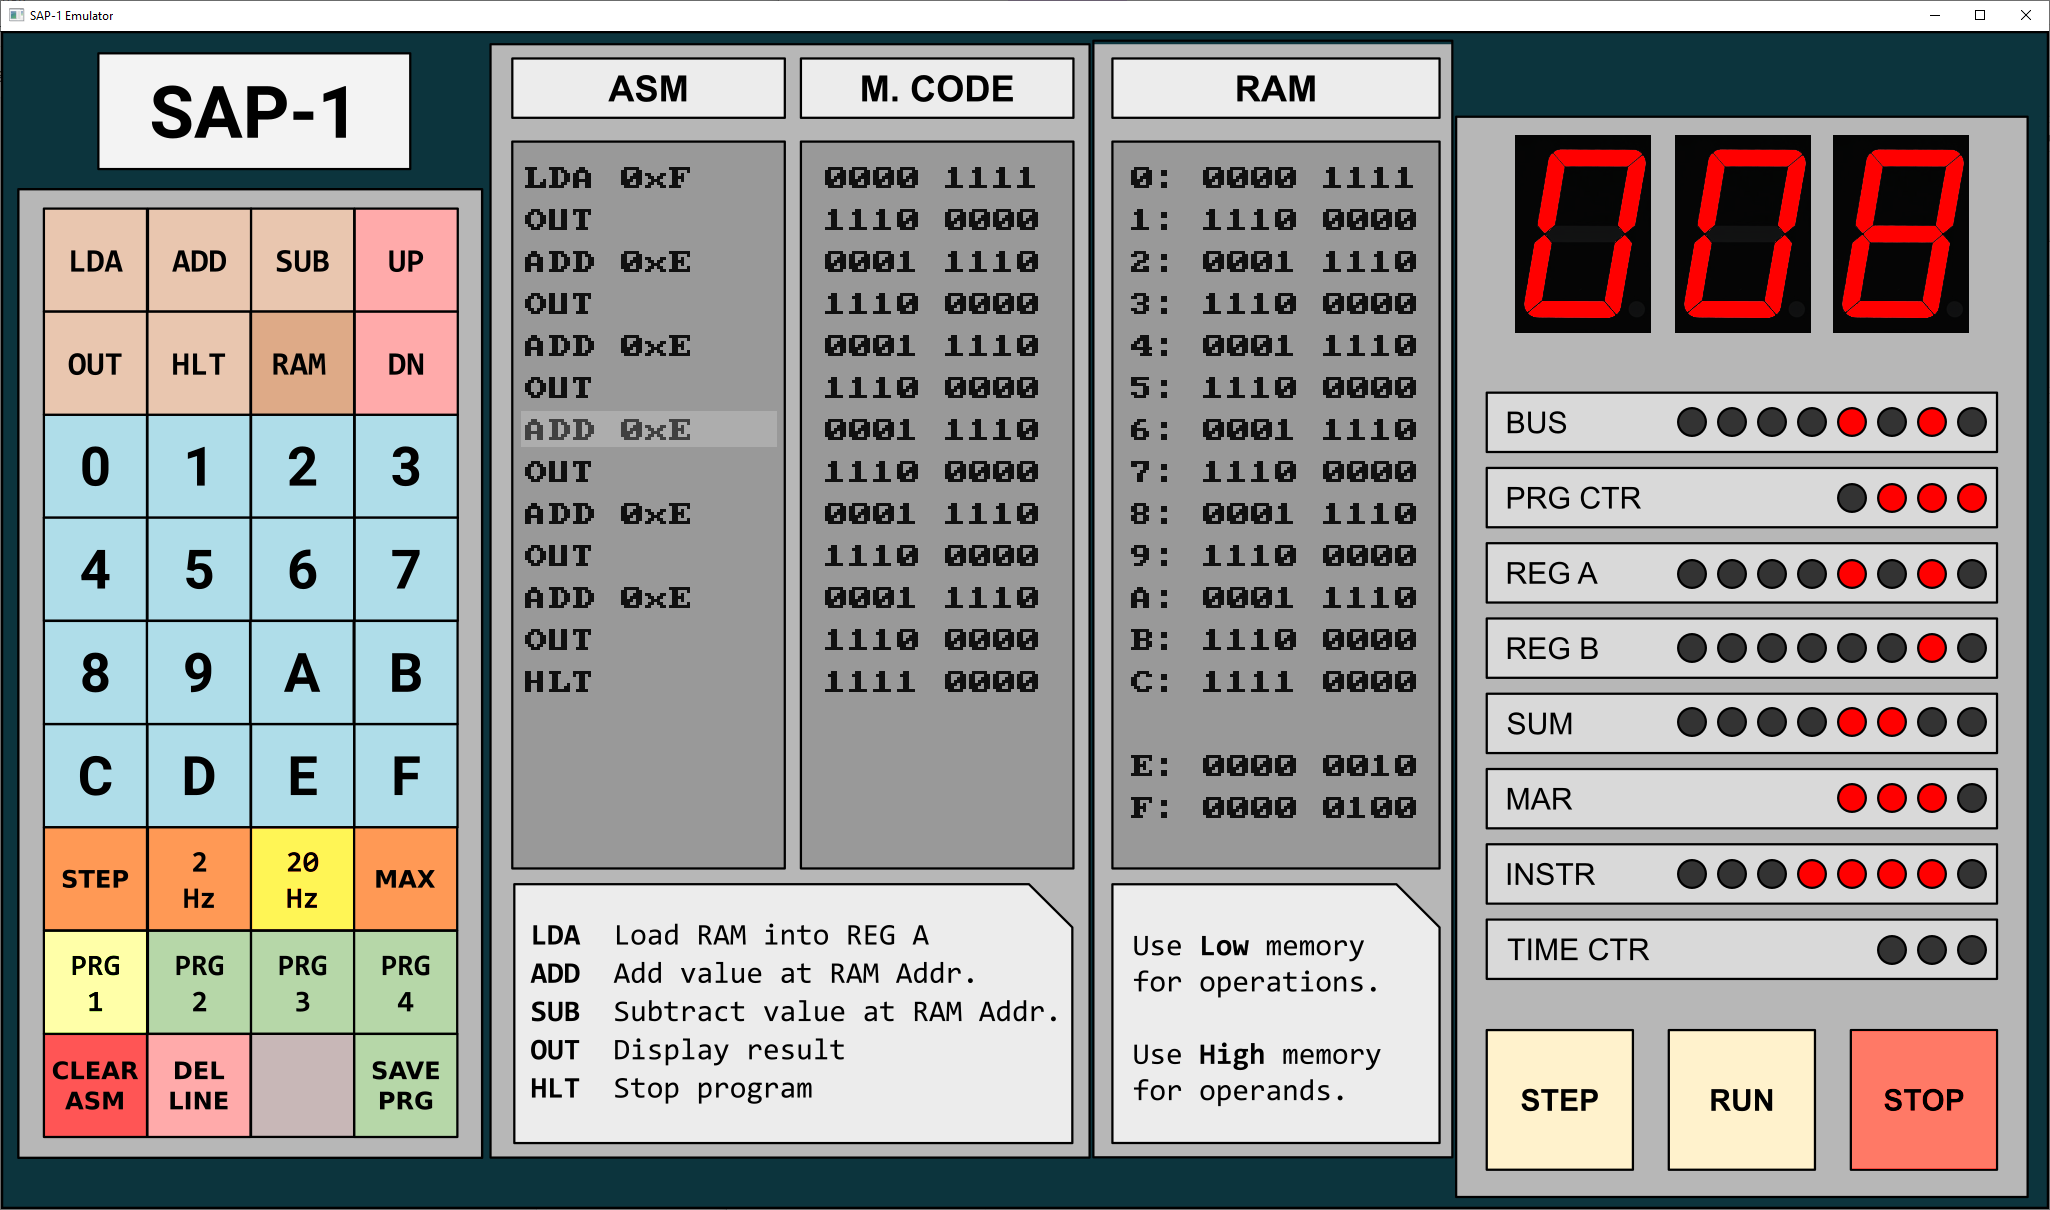 SAP-1 Emulator
SAP-1
LDA ADD SUB UP
OUT HLT RAM DN
0 1 2 3
4 5 6 7
8 9 A B
C D E F
STEP 2 Hz 20 Hz MAX
PRG 1 PRG 2 PRG 3 PRG 4
CLEAR ASM DEL LINE SAVE PRG
ASM M. CODE
LDA 0xF 0000 1111
OUT 1110 0000
ADD 0xE 0001 1110
OUT 1110 0000
ADD 0xE 0001 1110
OUT 1110 0000
ADD 0xE 0001 1110
OUT 1110 0000
ADD 0xE 0001 1110
OUT 1110 0000
ADD 0xE 0001 1110
OUT 1110 0000
HLT 1111 0000
LDA Load RAM into REG A
ADD Add value at RAM Addr.
SUB Subtract value at RAM Addr.
OUT Display result
HLT Stop program
RAM
0: 0000 1111
1: 1110 0000
2: 0001 1110
3: 1110 0000
4: 0001 1110
5: 1110 0000
6: 0001 1110
7: 1110 0000
8: 0001 1110
9: 1110 0000
A: 0001 1110
B: 1110 0000
C: 1111 0000
E: 0000 0010
F: 0000 0100
Use Low memory
for operations.
Use High memory
for operands.
008
BUS
PRG CTR
REG A
REG B
SUM
MAR
INSTR
TIME CTR
STEP RUN STOP